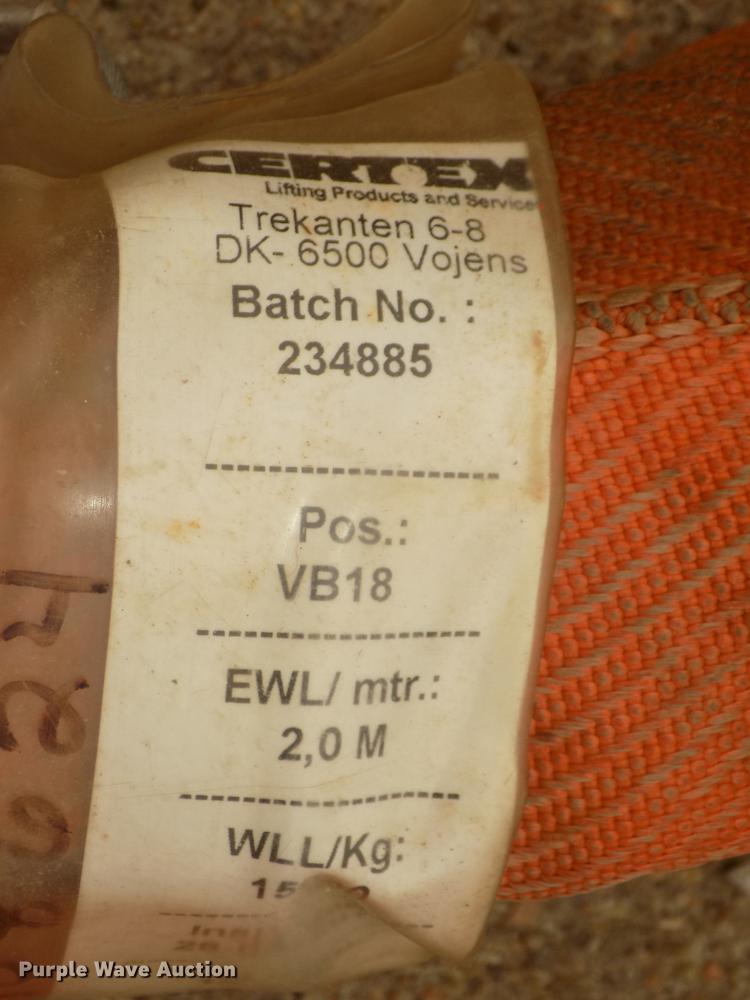 CERTEX
Lifting Products and Service
Trekanten 6-8
DK- 6500 Vojens
Batch No. :
234885
Pos.:
VB18
EWL/ mtr.:
2,0 M
WLL/Kg:
Purple Wave Auction